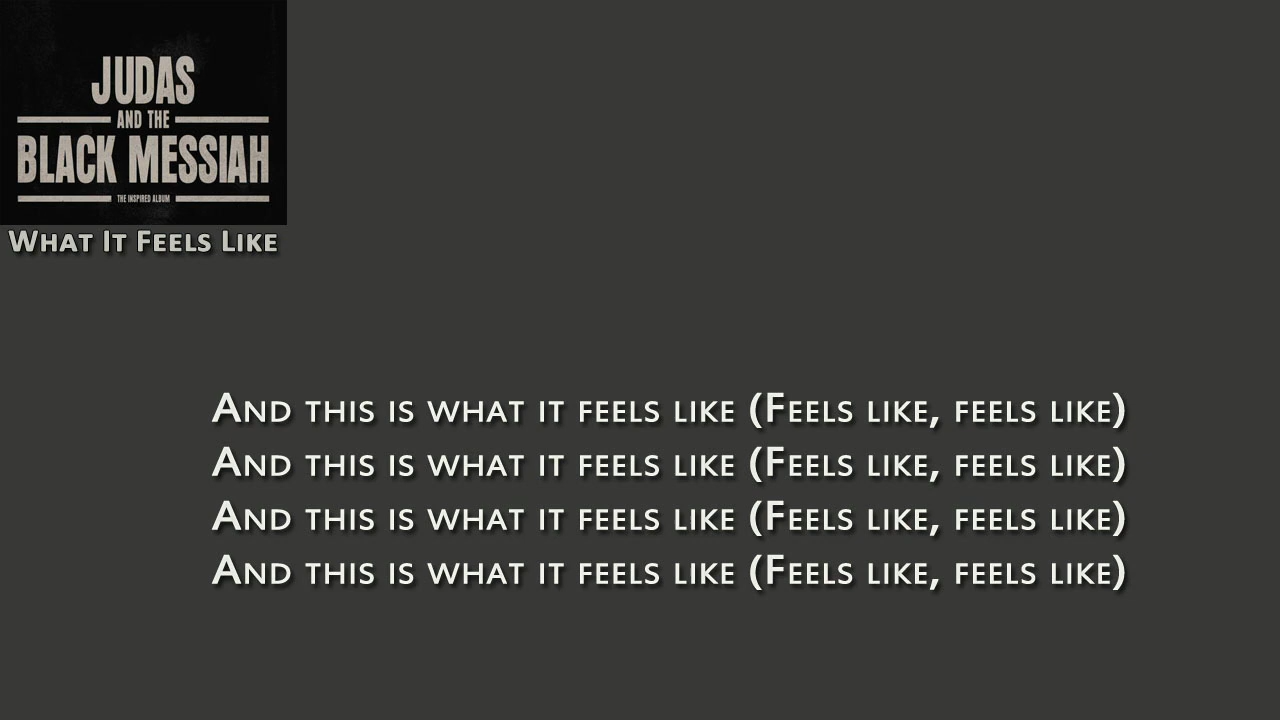 JUDAS
AND THE
BLACK MESSIAH
THE INSPIRED ALBUM
What It Feels Like
And this is what it feels like (Feels like, feels like)
And this is what it feels like (Feels like, feels like)
And this is what it feels like (Feels like, feels like)
And this is what it feels like (Feels like, feels like)